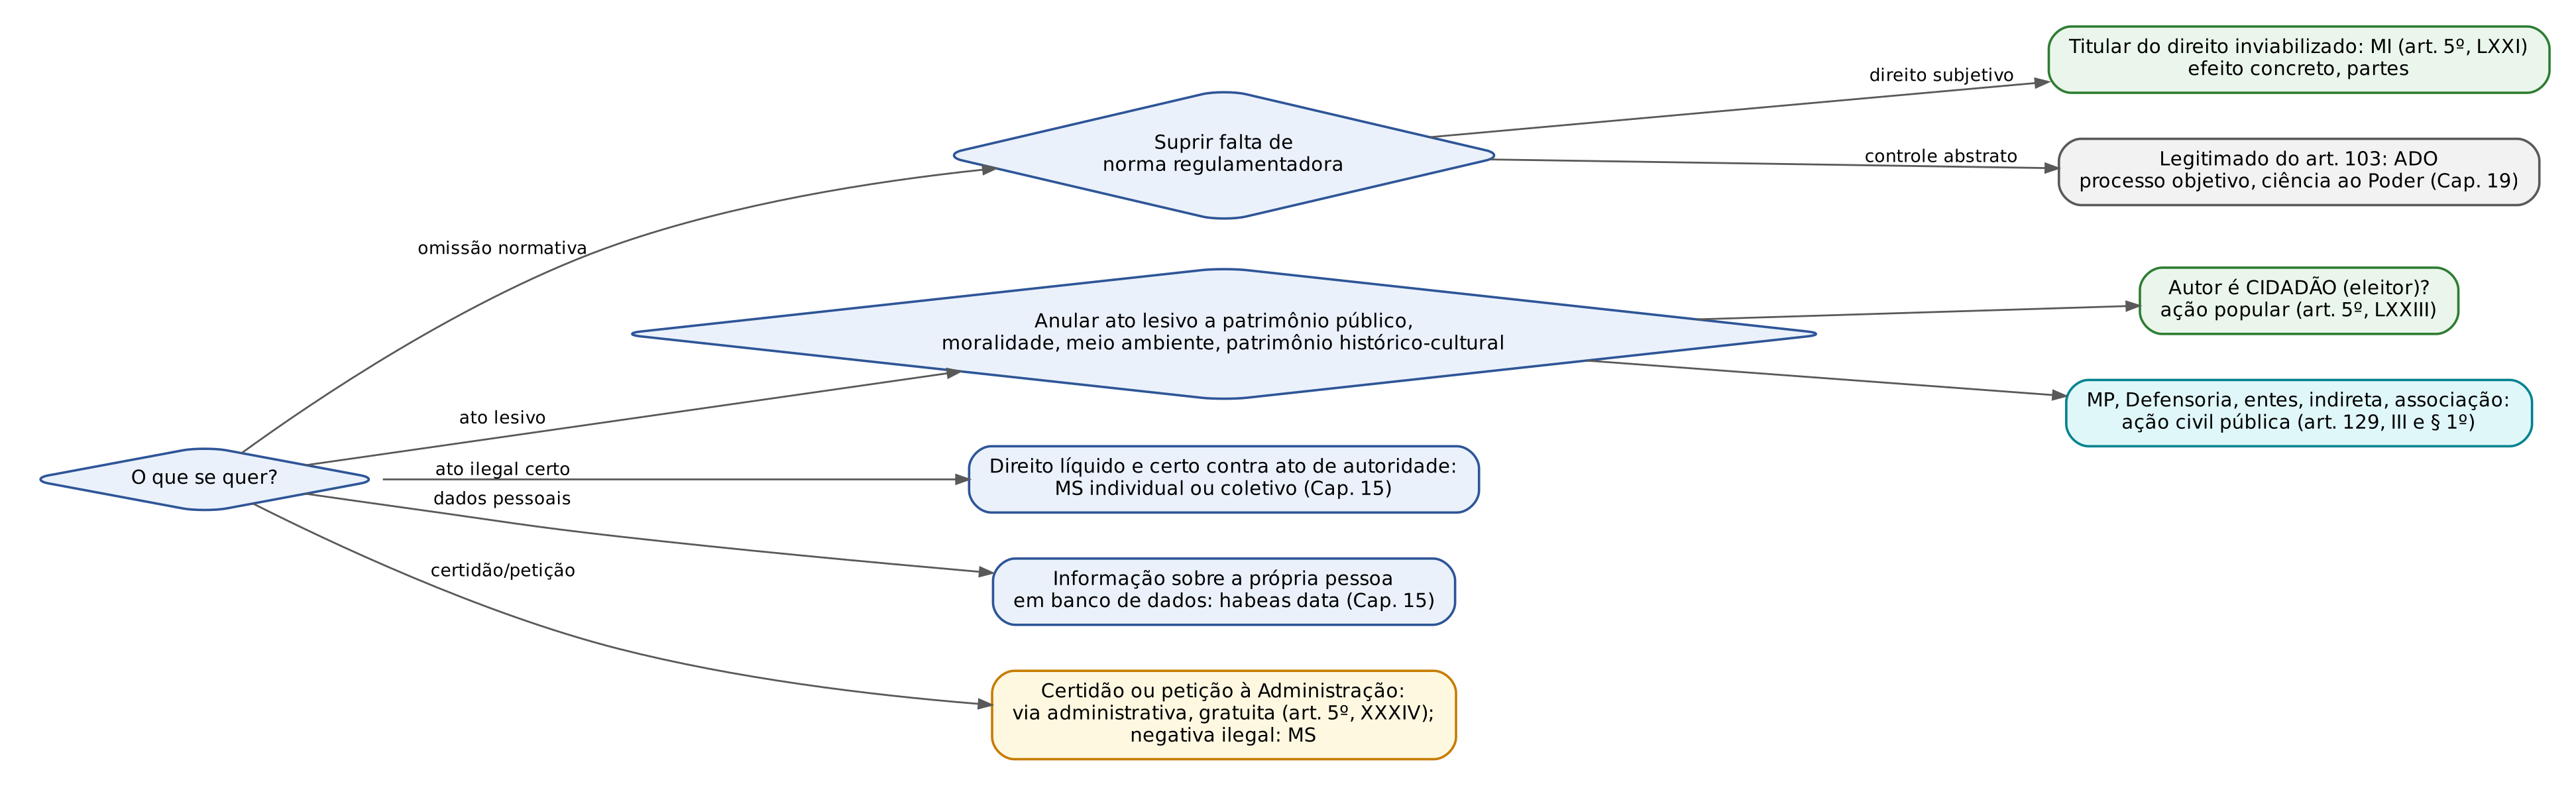 O que se quer?
omissão normativa
ato lesivo
ato ilegal certo
dados pessoais
certidão/petição
Suprir falta de
norma regulamentadora
direito subjetivo
controle abstrato
Titular do direito inviabilizado: MI (art. 5º, LXXI)
efeito concreto, partes
Legitimado do art. 103: ADO
processo objetivo, ciência ao Poder (Cap. 19)
Anular ato lesivo a patrimônio público,
moralidade, meio ambiente, patrimônio histórico-cultural
Autor é CIDADÃO (eleitor)?
ação popular (art. 5º, LXXIII)
MP, Defensoria, entes, indireta, associação:
ação civil pública (art. 129, III e § 1º)
Direito líquido e certo contra ato de autoridade:
MS individual ou coletivo (Cap. 15)
Informação sobre a própria pessoa
em banco de dados: habeas data (Cap. 15)
Certidão ou petição à Administração:
via administrativa, gratuita (art. 5º, XXXIV);
negativa ilegal: MS